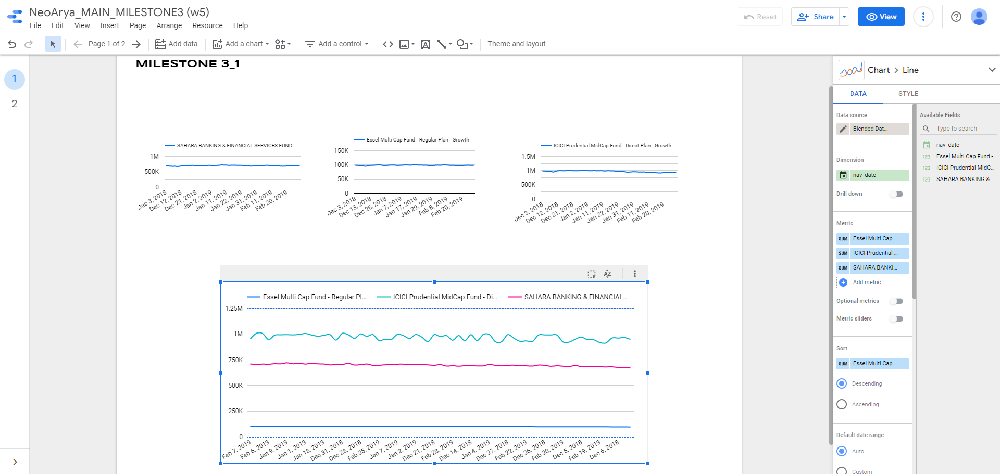 NeoArya_MAIN_MILESTONE3 (w5)
File Edit View Insert Page Arrange Resource Help
Reset
Share
View
Page 1 of 2
Add data
Add a chart
Add a control
Theme and layout
1
2
MILESTONE 3_1
SAHARA BANKING & FINANCIAL SERVICES FUND-...
1M
500K
0
Dec 3, 2018
Dec 12, 2018
Dec 21, 2018
Jan 2, 2019
Jan 11, 2019
Jan 22, 2019
Jan 31, 2019
Feb 11, 2019
Feb 20, 2019
Essel Multi Cap Fund - Regular Plan - Growth
150K
100K
50K
0
Dec 3, 2018
Dec 13, 2018
Dec 26, 2018
Jan 7, 2019
Jan 17, 2019
Jan 29, 2019
Feb 8, 2019
Feb 20, 2019
ICICI Prudential MidCap Fund - Direct Plan - Growth
1.5M
1M
500K
0
Dec 3, 2018
Dec 12, 2018
Dec 21, 2018
Jan 2, 2019
Jan 11, 2019
Jan 22, 2019
Jan 31, 2019
Feb 11, 2019
Feb 20, 2019
AZ
Essel Multi Cap Fund - Regular Pl...
ICICI Prudential MidCap Fund - Di...
SAHARA BANKING & FINANCIAL...
1.25M
1M
750K
500K
250K
0
Feb 7, 2019
Feb 6, 2019
Jan 9, 2019
Jan 1, 2019
Jan 18, 2019
Dec 31, 2018
Dec 28, 2018
Feb 25, 2019
Jan 7, 2019
Jan 2, 2019
Dec 21, 2018
Feb 28, 2019
Dec 14, 2018
Jan 4, 2019
Dec 27, 2018
Feb 22, 2019
Dec 26, 2018
Feb 20, 2019
Dec 5, 2018
Feb 19, 2019
Dec 6, 2018
Chart > Line
DATA
STYLE
Data source
Blended Dat...
Dimension
nav_date
Drill down
Metric
SUM Essel Multi Cap ...
SUM ICICI Prudential ...
SUM SAHARA BANKI...
Add metric
Optional metrics
Metric sliders
Sort
SUM Essel Multi Cap ...
Descending
Ascending
Default date range
Auto
Custom
Available Fields
Type to search
nav_date
123 Essel Multi Cap Fund -...
123 ICICI Prudential MidC...
123 SAHARA BANKING & ...